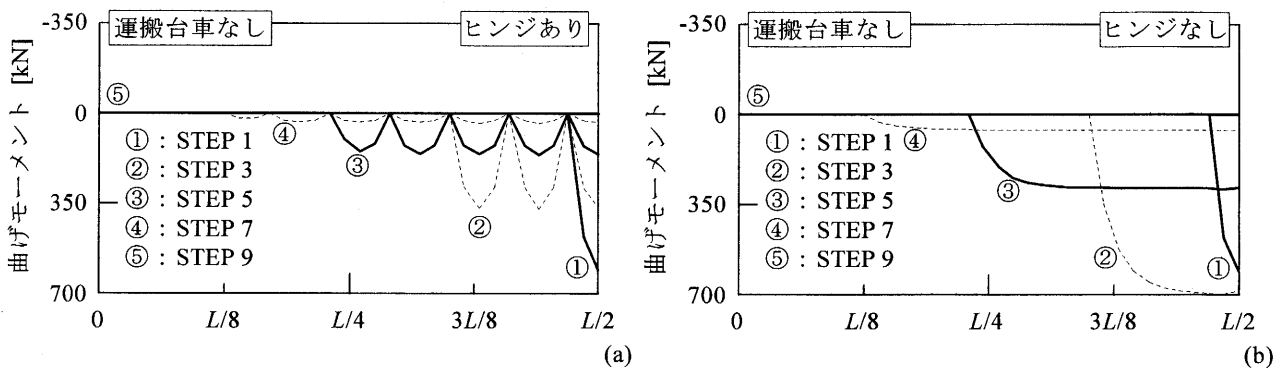 -350
運搬台車なし
ヒンジあり
曲げモーメント [kN]
0
350
700
⑤
④
③
②
①
① : STEP 1
② : STEP 3
③ : STEP 5
④ : STEP 7
⑤ : STEP 9
0
L/8
L/4
3L/8
L/2
(a)
-350
運搬台車なし
ヒンジなし
曲げモーメント [kN]
0
350
700
⑤
④
③
②
①
① : STEP 1
② : STEP 3
③ : STEP 5
④ : STEP 7
⑤ : STEP 9
0
L/8
L/4
3L/8
L/2
(b)